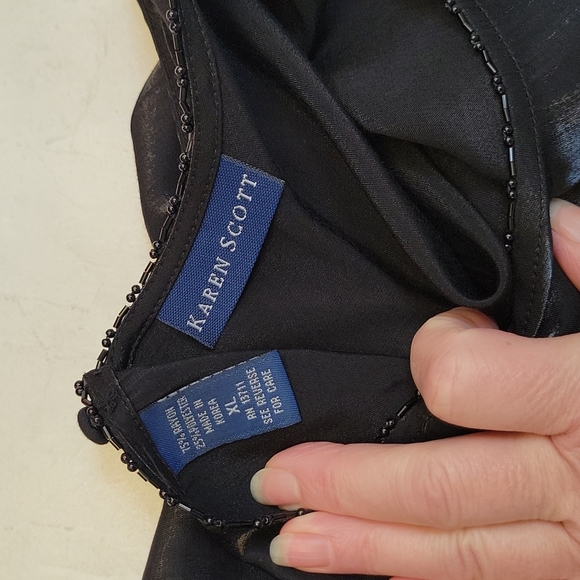 KAREN SCOTT
75% RAYON
25% POLYESTER
MADE IN
KOREA
XL
RN 13711
SEE REVERSE
FOR CARE